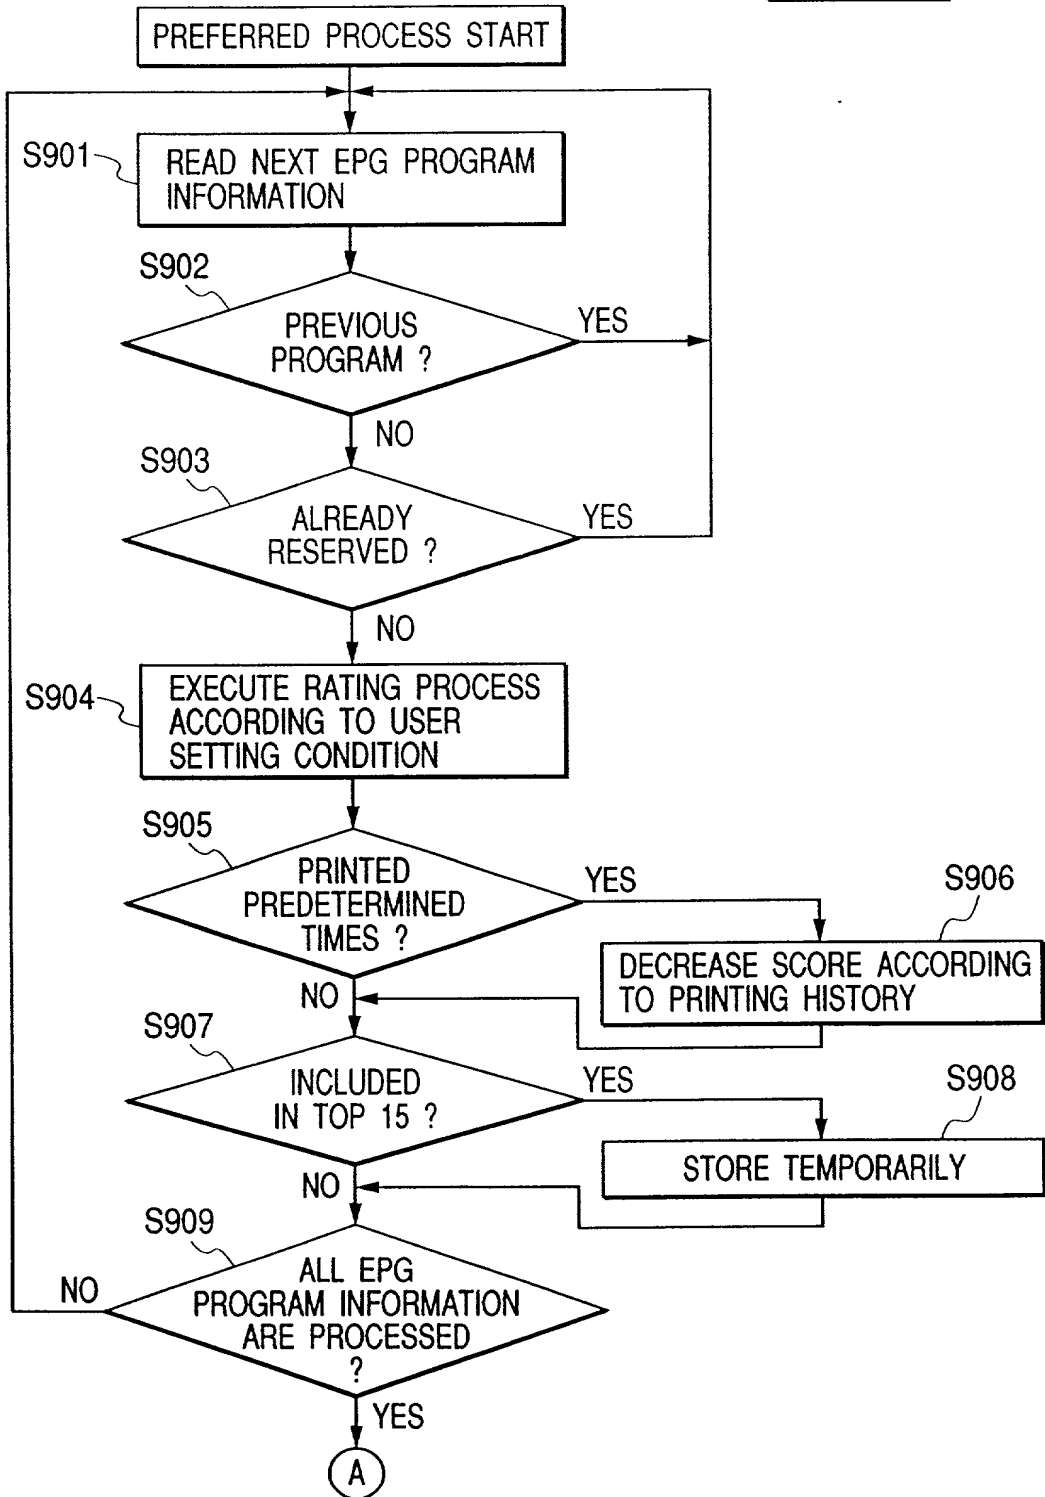 PREFERRED PROCESS START
S901
READ NEXT EPG PROGRAM
INFORMATION
S902
PREVIOUS
PROGRAM ?
YES
NO
S903
ALREADY
RESERVED ?
YES
NO
S904
EXECUTE RATING PROCESS
ACCORDING TO USER
SETTING CONDITION
S905
PRINTED
PREDETERMINED
TIMES ?
YES
S906
DECREASE SCORE ACCORDING
TO PRINTING HISTORY
NO
S907
INCLUDED
IN TOP 15 ?
YES
S908
STORE TEMPORARILY
NO
S909
ALL EPG
PROGRAM INFORMATION
ARE PROCESSED
?
NO
YES
A